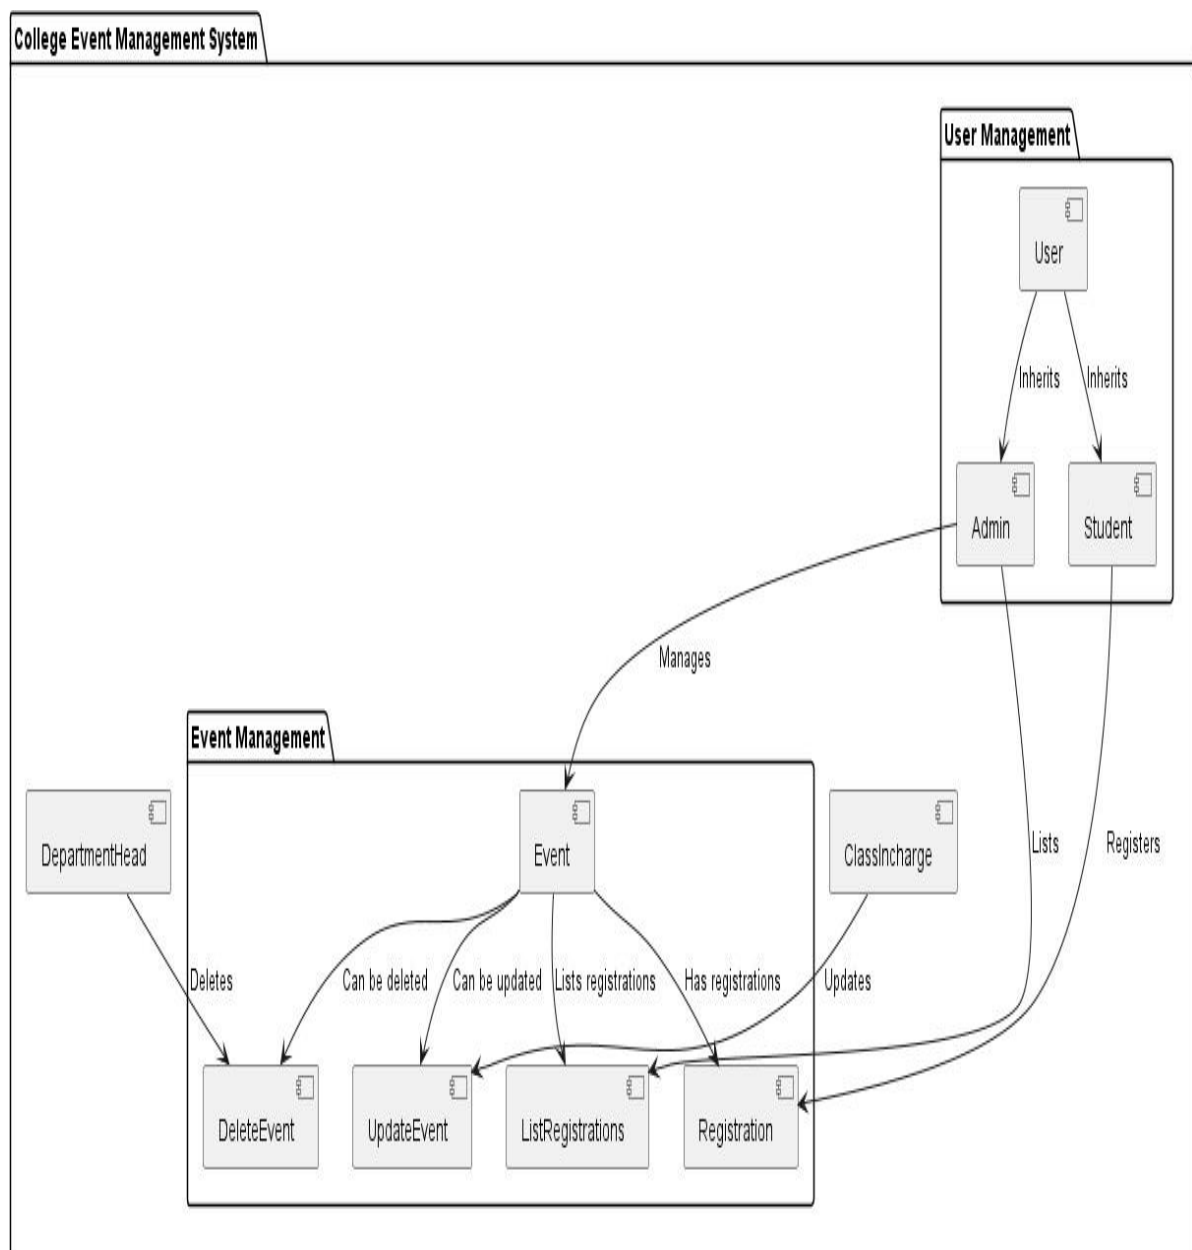 College Event Management System
User Management
User
Inherits
Inherits
Admin
Student
Manages
Event Management
DepartmentHead
Event
ClassIncharge
Lists
Registers
Deletes
Can be deleted
Can be updated
Lists registrations
Has registrations
Updates
DeleteEvent
UpdateEvent
ListRegistrations
Registration